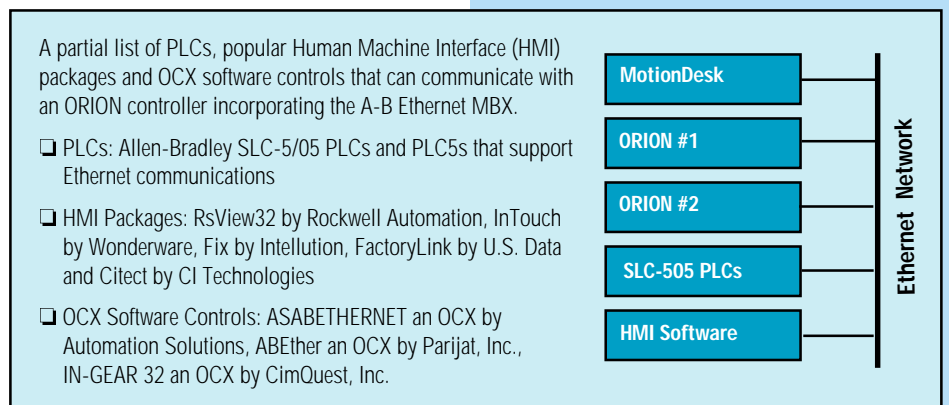 A partial list of PLCs, popular Human Machine Interface (HMI)
packages and OCX software controls that can communicate with
an ORION controller incorporating the A-B Ethernet MBX.
❏ PLCs: Allen-Bradley SLC-5/05 PLCs and PLC5s that support
Ethernet communications
❏ HMI Packages: RsView32 by Rockwell Automation, InTouch
by Wonderware, Fix by Intellution, FactoryLink by U.S. Data
and Citect by CI Technologies
❏ OCX Software Controls: ASABETHERNET an OCX by
Automation Solutions, ABEther an OCX by Parijat, Inc.,
IN-GEAR 32 an OCX by CimQuest, Inc.
MotionDesk
ORION #1
ORION #2
SLC-505 PLCs
HMI Software
Ethernet Network